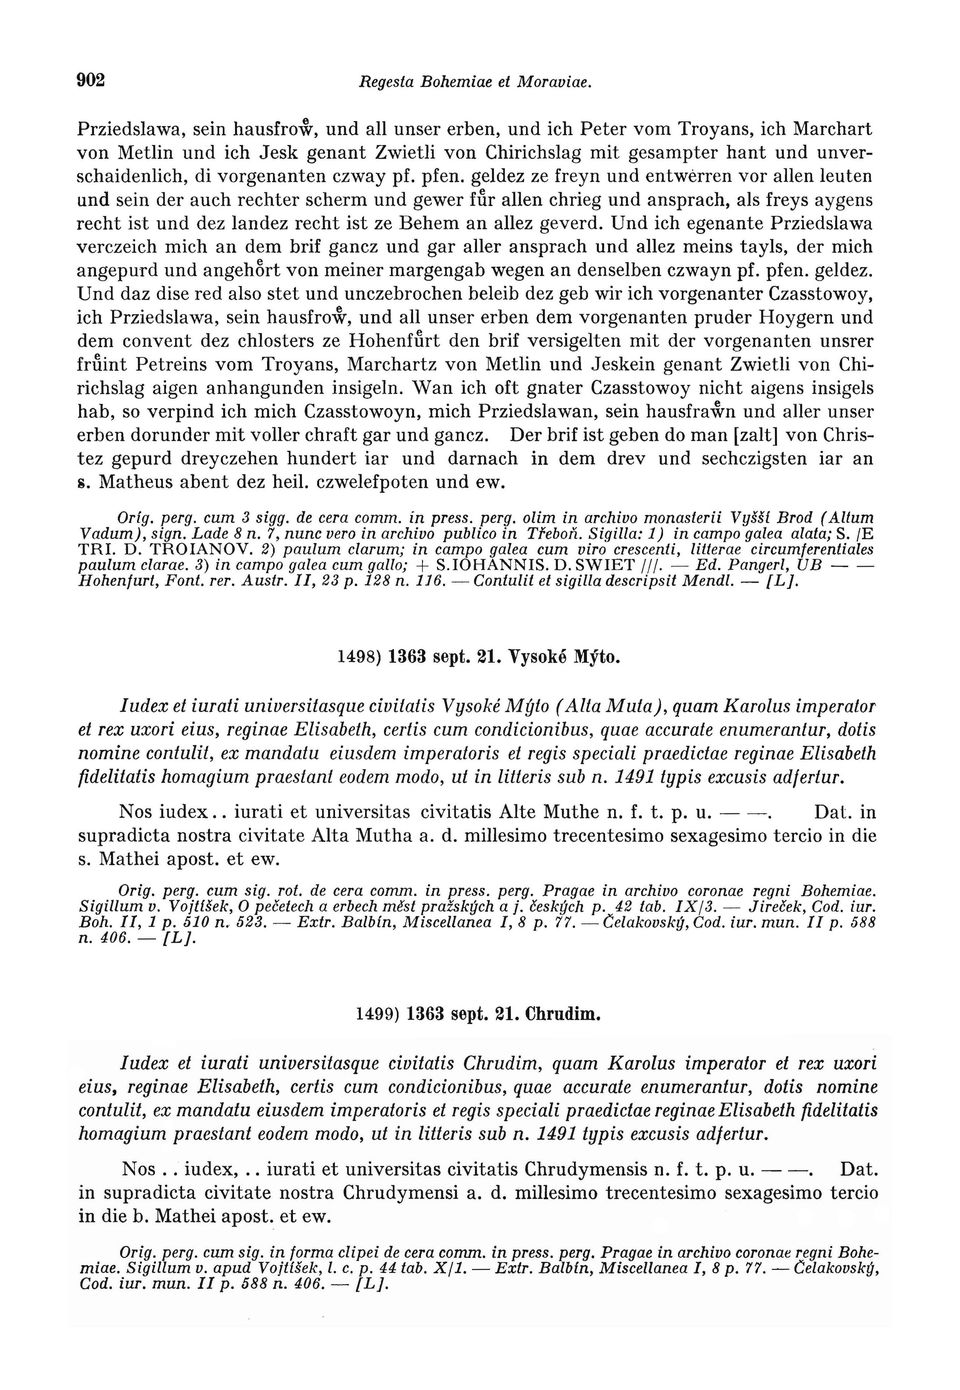 902 Regesta Bohemiae et Moraviae.
Prziedslawa, sein hausfroẘ, und all unser erben, und ich Peter vom Troyans, ich Marchart
von Metlin und ich Jesk genant Zwietli von Chirichslag mit gesampter hant und unver-
schaidenlich, di vorgenanten czway pf. pfen. geldez ze freyn und entwerren vor allen leuten
und sein der auch rechter scherm und gewer fuͤr allen chrieg und ansprach, als freys aygens
recht ist und dez landez recht ist ze Behem an allez geverd. Und ich egenante Prziedslawa
verczeich mich an dem brif gancz und gar aller ansprach und allez meins tayls, der mich
angepurd und angehoͤrt von meiner margengab wegen an denselben czwayn pf. pfen. geldez.
Und daz dise red also stet und unczebrochen beleib dez geb wir ich vorgenanter Czasstowoy,
ich Prziedslawa, sein hausfrowͤ, und all unser erben dem vorgenanten pruder Hoygern und
dem convent dez chlosters ze Hohenfuͤrt den brif versigelten mit der vorgenanten unsrer
fruͤint Petreins vom Troyans, Marchartz von Metlin und Jeskein genant Zwietli von Chi-
richslag aigen anhangunden insigeln. Wan ich oft gnater Czasstowoy nicht aigens insigels
hab, so verpind ich mich Czasstowoyn, mich Prziedslawan, sein hausfrawͤn und aller unser
erben dorunder mit voller chraft gar und gancz. Der brif ist geben do man [zalt] von Chris-
tez gepurd dreyczehen hundert iar und darnach in dem drev und sechczigsten iar an
s. Matheus abent dez heil. czwelefpoten und ew.
Orig. perg. cum 3 sigg. de cera comm. in press. perg. olim in archivo monasterii Vyšší Brod (Altum
Vadum), sign. Lade 8 n. 7, nunc vero in archivo publico in Třeboň. Sigilla: 1) in campo galea alata; S. /E
TRI. D. TROIANOV. 2) paulum clarum; in campo galea cum viro crescenti, litterae circumferentiales
paulum clarae. 3) in campo galea cum gallo; + S. IOHANNIS. D. SWIET ///. — Ed. Pangerl, UB — —
Hohenfurt, Font. rer. Austr. II, 23 p. 128 n. 116. — Contulit et sigilla descripsit Mendl. — [L].
1498) 1363 sept. 21. Vysoké Mýto.
Iudex et iurati universitasque civitatis Vysoké Mýto (Alta Muta), quam Karolus imperator
et rex uxori eius, reginae Elisabeth, certis cum condicionibus, quae accurate enumerantur, dotis
nomine contulit, ex mandatu eiusdem imperatoris et regis speciali praedictae reginae Elisabeth
fidelitatis homagium praestant eodem modo, ut in litteris sub n. 1491 typis excusis adfertur.
Nos iudex. . iurati et universitas civitatis Alte Muthe n. f. t. p. u. — —. Dat. in
supradicta nostra civitate Alta Mutha a. d. millesimo trecentesimo sexagesimo tercio in die
s. Mathei apost. et ew.
Orig. perg. cum sig. rot. de cera comm. in press. perg. Pragae in archivo coronae regni Bohemiae.
Sigillum v. Vojtíšek, O pečetech a erbech měst pražských a j. českých p. 42 tab. IX/3. — Jireček, Cod. iur.
Boh. II, 1 p. 510 n. 523. — Extr. Balbín, Miscellanea I, 8 p. 77. — Čelakovský, Cod. iur. mun. II p. 588
n. 406. — [L].
1499) 1363 sept. 21. Chrudim.
Iudex et iurati universitasque civitatis Chrudim, quam Karolus imperator et rex uxori
eius, reginae Elisabeth, certis cum condicionibus, quae accurate enumerantur, dotis nomine
contulit, ex mandatu eiusdem imperatoris et regis speciali praedictae reginae Elisabeth fidelitatis
homagium praestant eodem modo, ut in litteris sub n. 1491 typis excusis adfertur.
Nos . . iudex, . . iurati et universitas civitatis Chrudymensis n. f. t. p. u. — —. Dat.
in supradicta civitate nostra Chrudymensi a. d. millesimo trecentesimo sexagesimo tercio
in die b. Mathei apost. et ew.
Orig. perg. cum sig. in forma clipei de cera comm. in press. perg. Pragae in archivo coronae regni Bohe-
miae. Sigillum v. apud Vojtíšek, l. c. p. 44 tab. X/1. — Extr. Balbín, Miscellanea I, 8 p. 77. — Čelakovský,
Cod. iur. mun. II p. 588 n. 406. — [L].